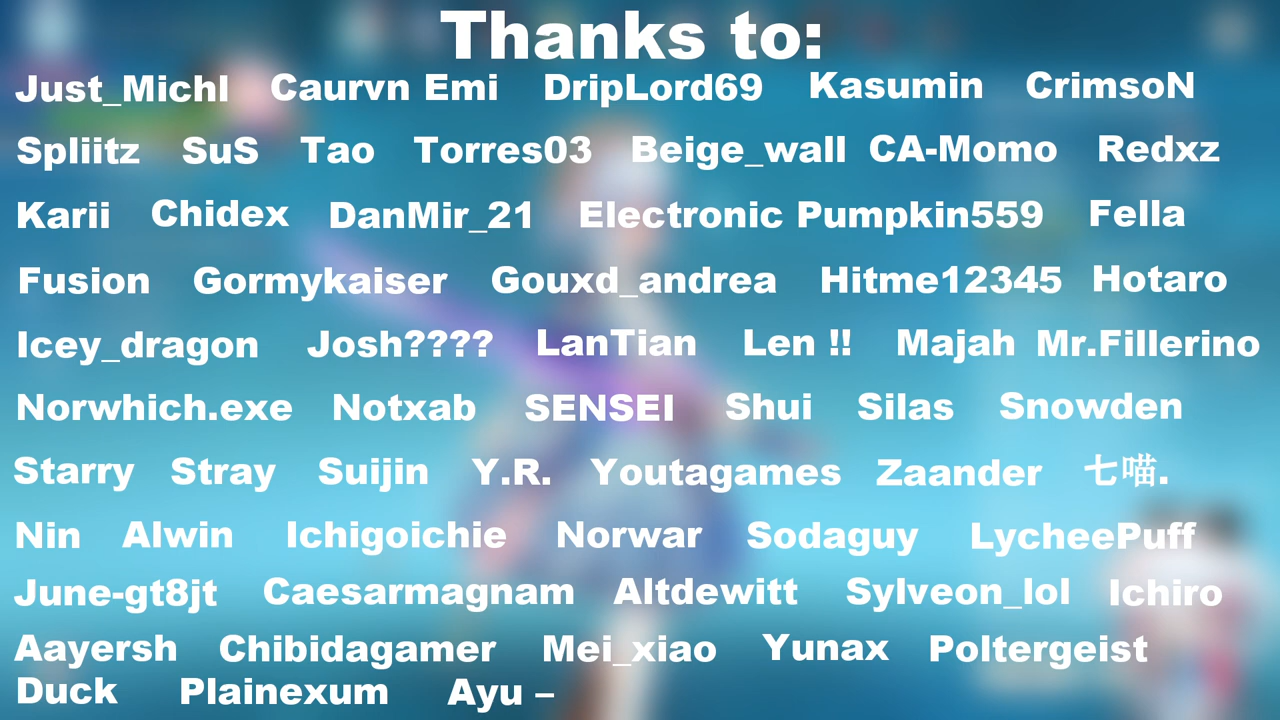 Thanks to:
Just_Michl Caurvn Emi DripLord69 Kasumin CrimsoN
Spliitz SuS Tao Torres03 Beige_wall CA-Momo Redxz
Karii Chidex DanMir_21 Electronic Pumpkin559 Fella
Fusion Gormykaiser Gouxd_andrea Hitme12345 Hotaro
Icey_dragon Josh???? LanTian Len !! Majah Mr.Fillerino
Norwhich.exe Notxab SENSEI Shui Silas Snowden
Starry Stray Suijin Y.R. Youtagames Zaander 七喵.
Nin Alwin Ichigoichie Norwar Sodaguy LycheePuff
June-gt8jt Caesarmagnam Altdewitt Sylveon_lol Ichiro
Aayersh Chibidagamer Mei_xiao Yunax Poltergeist
Duck Plainexum Ayu –